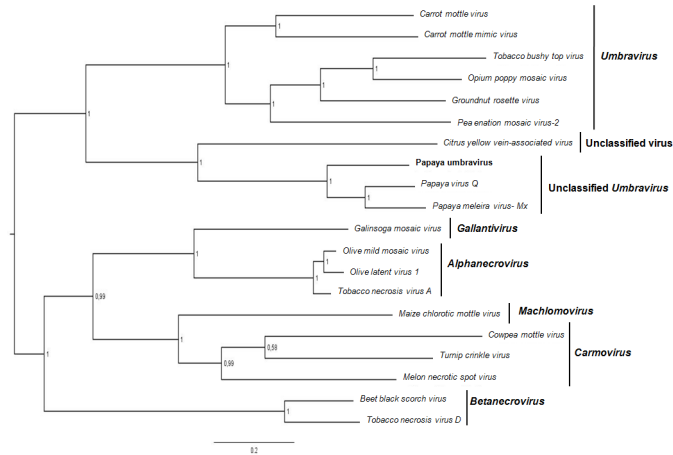 Carrot mottle virus
Carrot mottle mimic virus
1
1
Umbravirus
Tobacco bushy top virus
1
Opium poppy mosaic virus
1
Groundnut rosette virus
1
Pea enation mosaic virus-2
1
Citrus yellow vein-associated virus
Unclassified virus
1
Papaya umbravirus
1
Papaya virus Q
Unclassified Umbravirus
1
Papaya meleira virus- Mx
Galinsoga mosaic virus
Gallantivirus
1
Olive mild mosaic virus
1
Olive latent virus 1
Alphanecrovirus
1
Tobacco necrosis virus A
0,99
Maize chlorotic mottle virus
Machlomovirus
1
Cowpea mottle virus
0,59
Turnip crinkle virus
Carmovirus
0,99
Melon necrotic spot virus
1
Beet black scorch virus
Betanecrovirus
1
Tobacco necrosis virus D
0.2